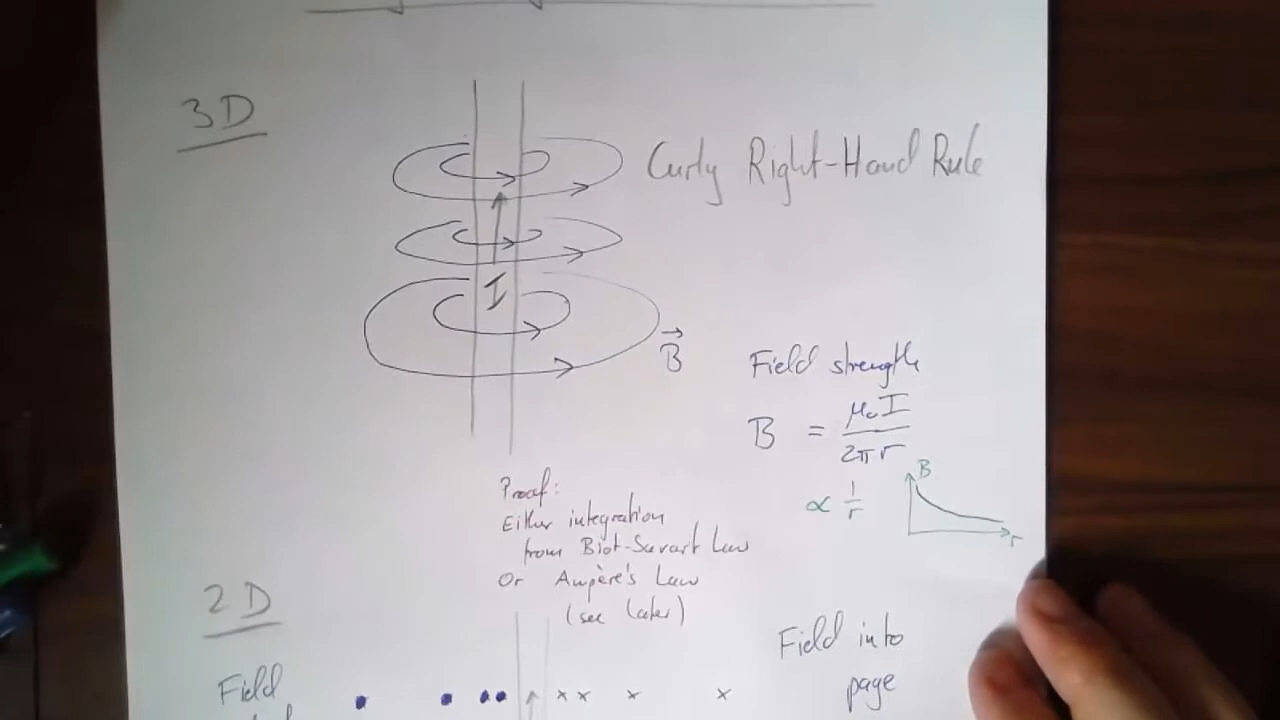 3D
Curly Right-Hand Rule
I
B
Field strength
B = μ₀I / 2πr
∝ 1/r
B
r
Proof:
Either integration
from Biot-Savart Law
Or Ampère's Law
(see later)
2D
Field into
page
Field
× × × ×